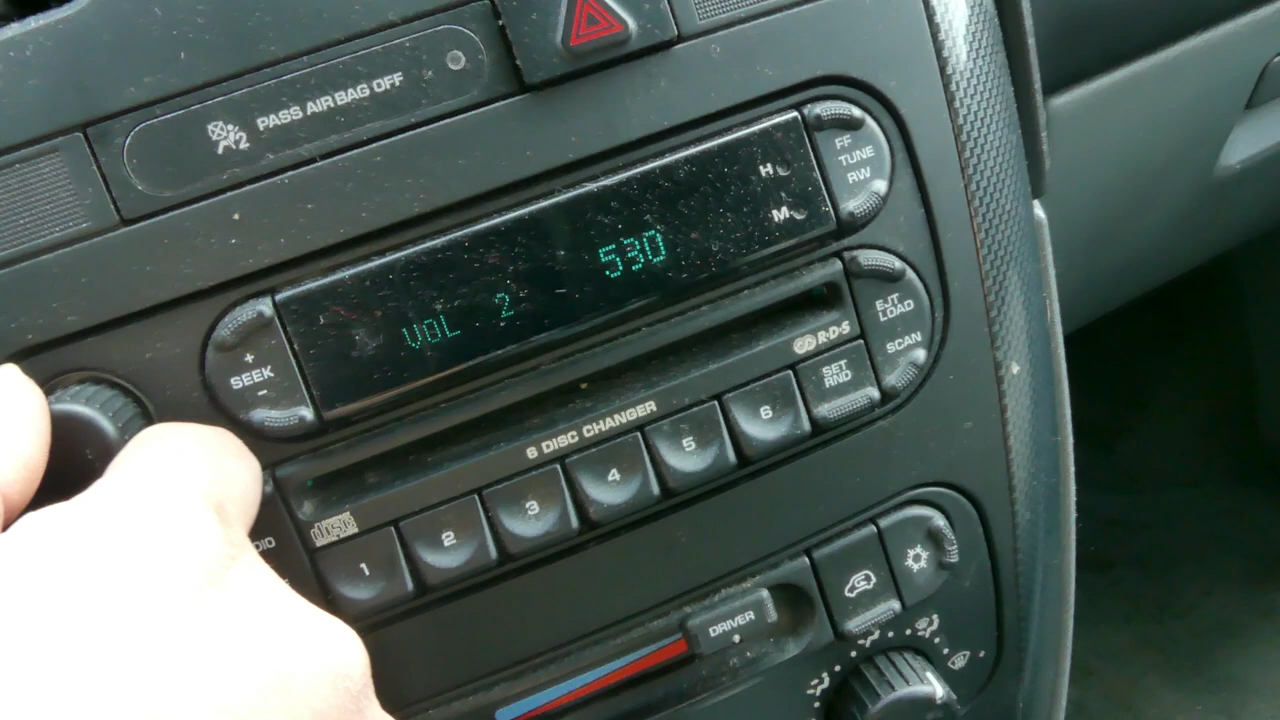 PASS AIR BAG OFF
2
H
M
FF
TUNE
RW
VOL 2 530
+
SEEK
-
EJT
LOAD
SCAN
R·D·S
SET
RND
6 DISC CHANGER
disc
1 2 3 4 5 6
DRIVER